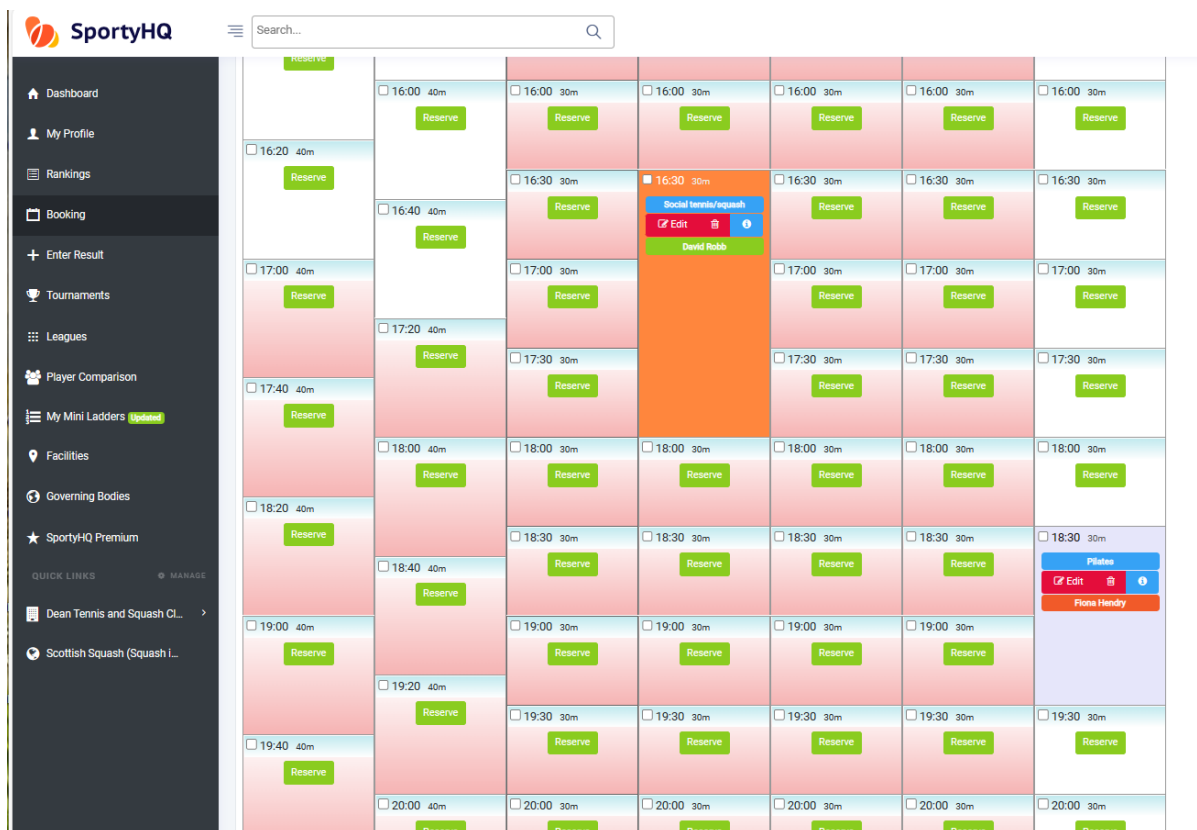 SportyHQ
Search...
Dashboard
My Profile
Rankings
Booking
Enter Result
Tournaments
Leagues
Player Comparison
My Mini Ladders Updated
Facilities
Governing Bodies
SportyHQ Premium
QUICK LINKS MANAGE
Dean Tennis and Squash Cl...
Scottish Squash (Squash i...
Reserve
16:20 40m
Reserve
17:00 40m
Reserve
17:40 40m
Reserve
18:20 40m
Reserve
19:00 40m
Reserve
19:40 40m
Reserve
16:00 40m
Reserve
16:40 40m
Reserve
17:20 40m
Reserve
18:00 40m
Reserve
18:40 40m
Reserve
19:20 40m
Reserve
20:00 40m
Reserve
16:00 30m
Reserve
16:30 30m
Reserve
17:00 30m
Reserve
17:30 30m
Reserve
18:00 30m
Reserve
18:30 30m
Reserve
19:00 30m
Reserve
19:30 30m
Reserve
20:00 30m
Reserve
16:00 30m
Reserve
16:30 30m
Social tennis/squash
Edit
David Robb
18:00 30m
Reserve
18:30 30m
Reserve
19:00 30m
Reserve
19:30 30m
Reserve
20:00 30m
Reserve
16:00 30m
Reserve
16:30 30m
Reserve
17:00 30m
Reserve
17:30 30m
Reserve
18:00 30m
Reserve
18:30 30m
Reserve
19:00 30m
Reserve
19:30 30m
Reserve
20:00 30m
Reserve
16:00 30m
Reserve
16:30 30m
Reserve
17:00 30m
Reserve
17:30 30m
Reserve
18:00 30m
Reserve
18:30 30m
Reserve
19:00 30m
Reserve
19:30 30m
Reserve
20:00 30m
Reserve
16:00 30m
Reserve
16:30 30m
Reserve
17:00 30m
Reserve
17:30 30m
Reserve
18:00 30m
Reserve
18:30 30m
Pilates
Edit
Fiona Hendry
19:30 30m
Reserve
20:00 30m
Reserve